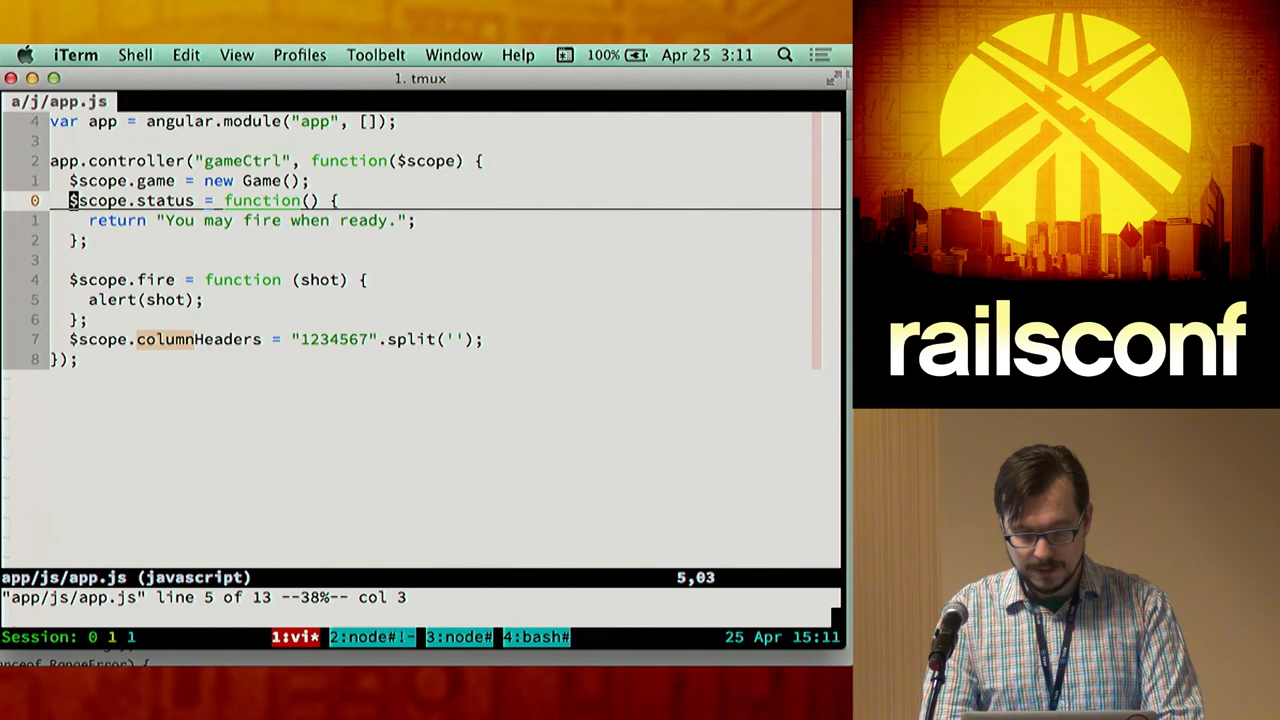 iTerm Shell Edit View Profiles Toolbelt Window Help 100% Apr 25 3:11
1. tmux
a/j/app.js
4 var app = angular.module("app", []);
3
2 app.controller("gameCtrl", function($scope) {
1 $scope.game = new Game();
0 $scope.status = function() {
1 return "You may fire when ready.";
2 };
3
4 $scope.fire = function (shot) {
5 alert(shot);
6 };
7 $scope.columnHeaders = "1234567".split('');
8 });
~
~
~
~
~
~
~
~
~
~
app/js/app.js (javascript) 5,03
"app/js/app.js" line 5 of 13 --38%-- col 3
Session: 0 1 1 1:vi* 2:node#!- 3:node# 4:bash# 25 Apr 15:11
anceof RangeError) {
railsconf